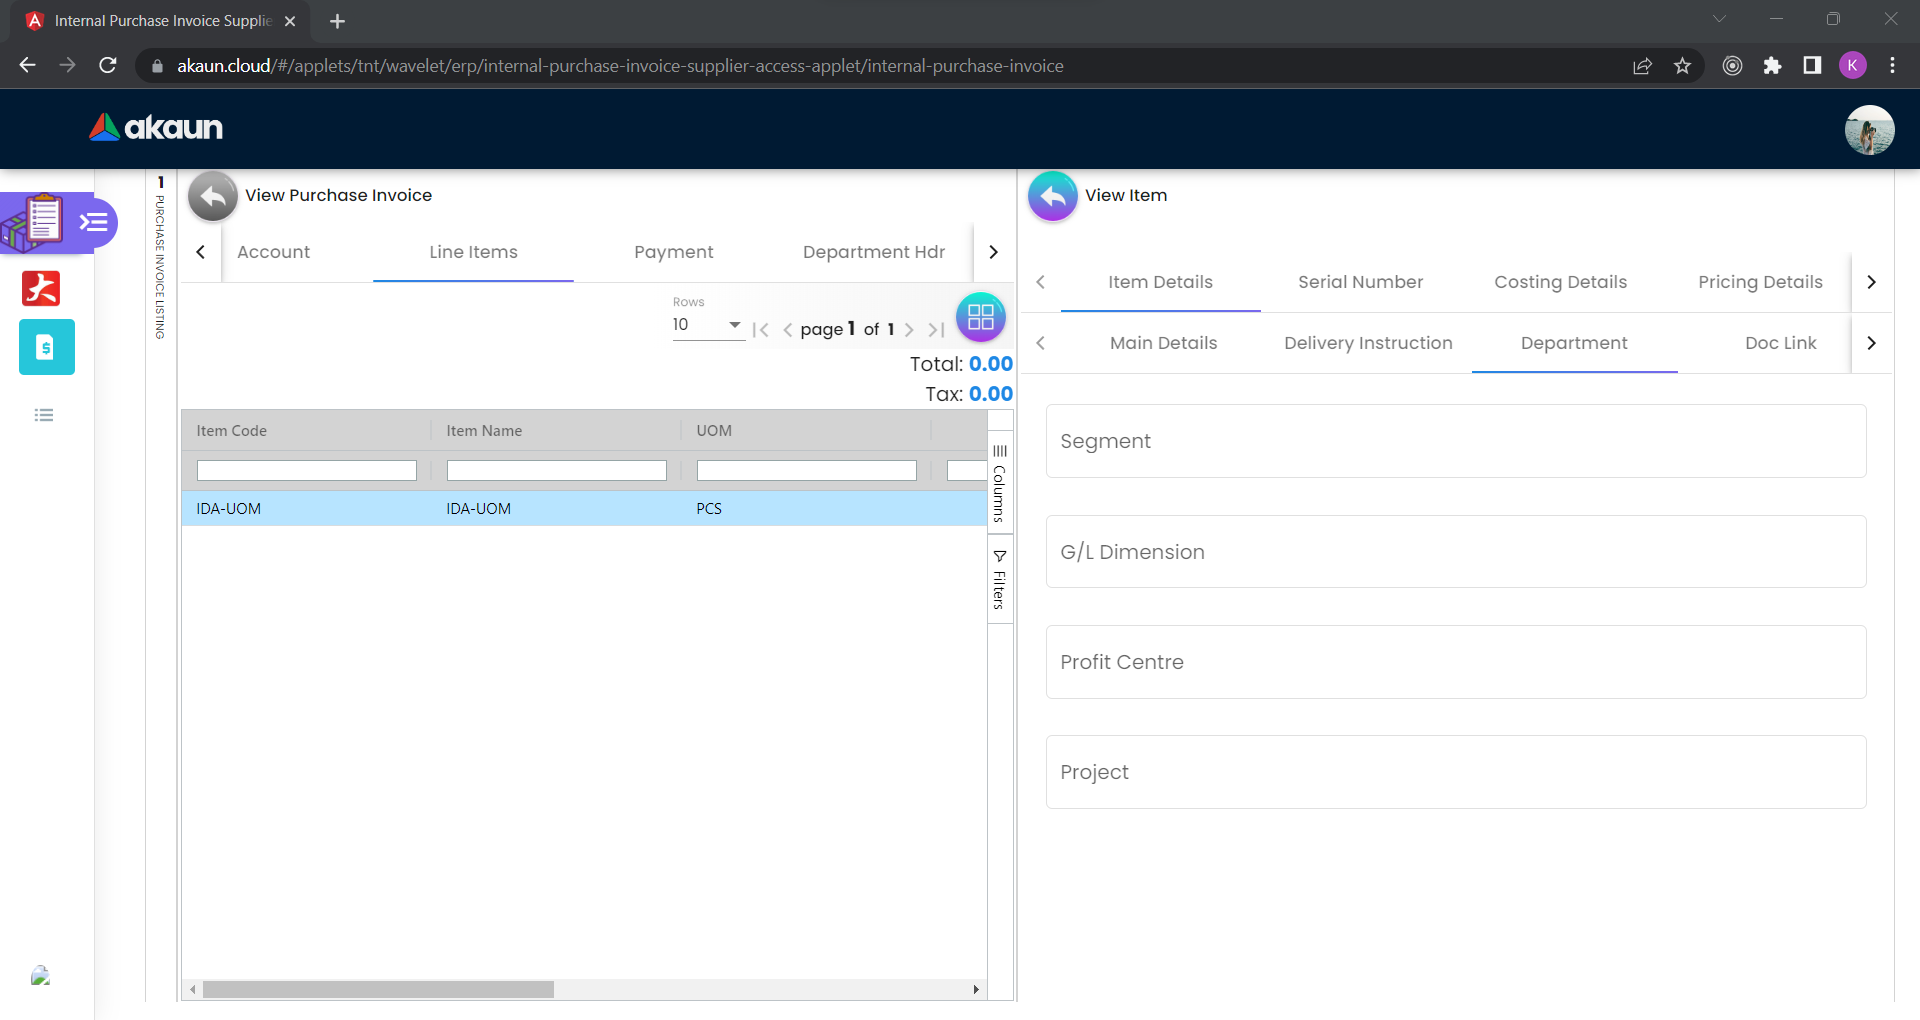 Internal Purchase Invoice Supplie
akaun.cloud/#/applets/tnt/wavelet/erp/internal-purchase-invoice-supplier-access-applet/internal-purchase-invoice
K
akaun
1 PURCHASE INVOICE LISTING
View Purchase Invoice
Account Line Items Payment Department Hdr
Rows
10 page 1 of 1
Total: 0.00
Tax: 0.00
Item Code Item Name UOM
IDA-UOM IDA-UOM PCS
Columns
Filters
View Item
Item Details Serial Number Costing Details Pricing Details
Main Details Delivery Instruction Department Doc Link
Segment
G/L Dimension
Profit Centre
Project